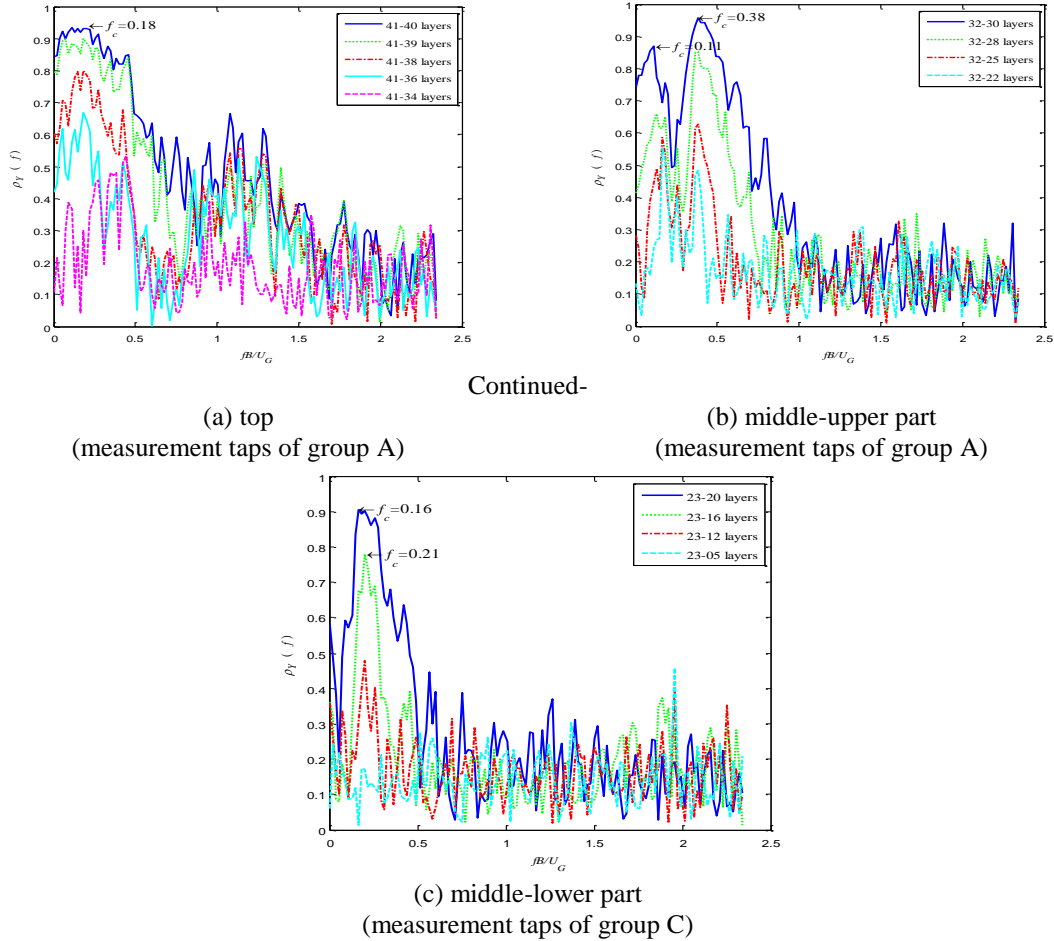 f_c=0.18
41-40 layers
41-39 layers
41-38 layers
41-36 layers
41-34 layers
1
0.9
0.8
0.7
0.6
0.5
0.4
0.3
0.2
0.1
0
ρ_Y (f)
0 0.5 1 1.5 2 2.5
fB/U_G
f_c=0.38
f_c=0.11
32-30 layers
32-28 layers
32-25 layers
32-22 layers
1
0.9
0.8
0.7
0.6
0.5
0.4
0.3
0.2
0.1
0
ρ_Y (f)
0 0.5 1 1.5 2 2.5
fB/U_G
Continued-
(a) top
(measurement taps of group A)
(b) middle-upper part
(measurement taps of group A)
f_c=0.16
f_c=0.21
23-20 layers
23-16 layers
23-12 layers
23-05 layers
1
0.9
0.8
0.7
0.6
0.5
0.4
0.3
0.2
0.1
0
ρ_Y (f)
0 0.5 1 1.5 2 2.5
fB/U_G
(c) middle-lower part
(measurement taps of group C)